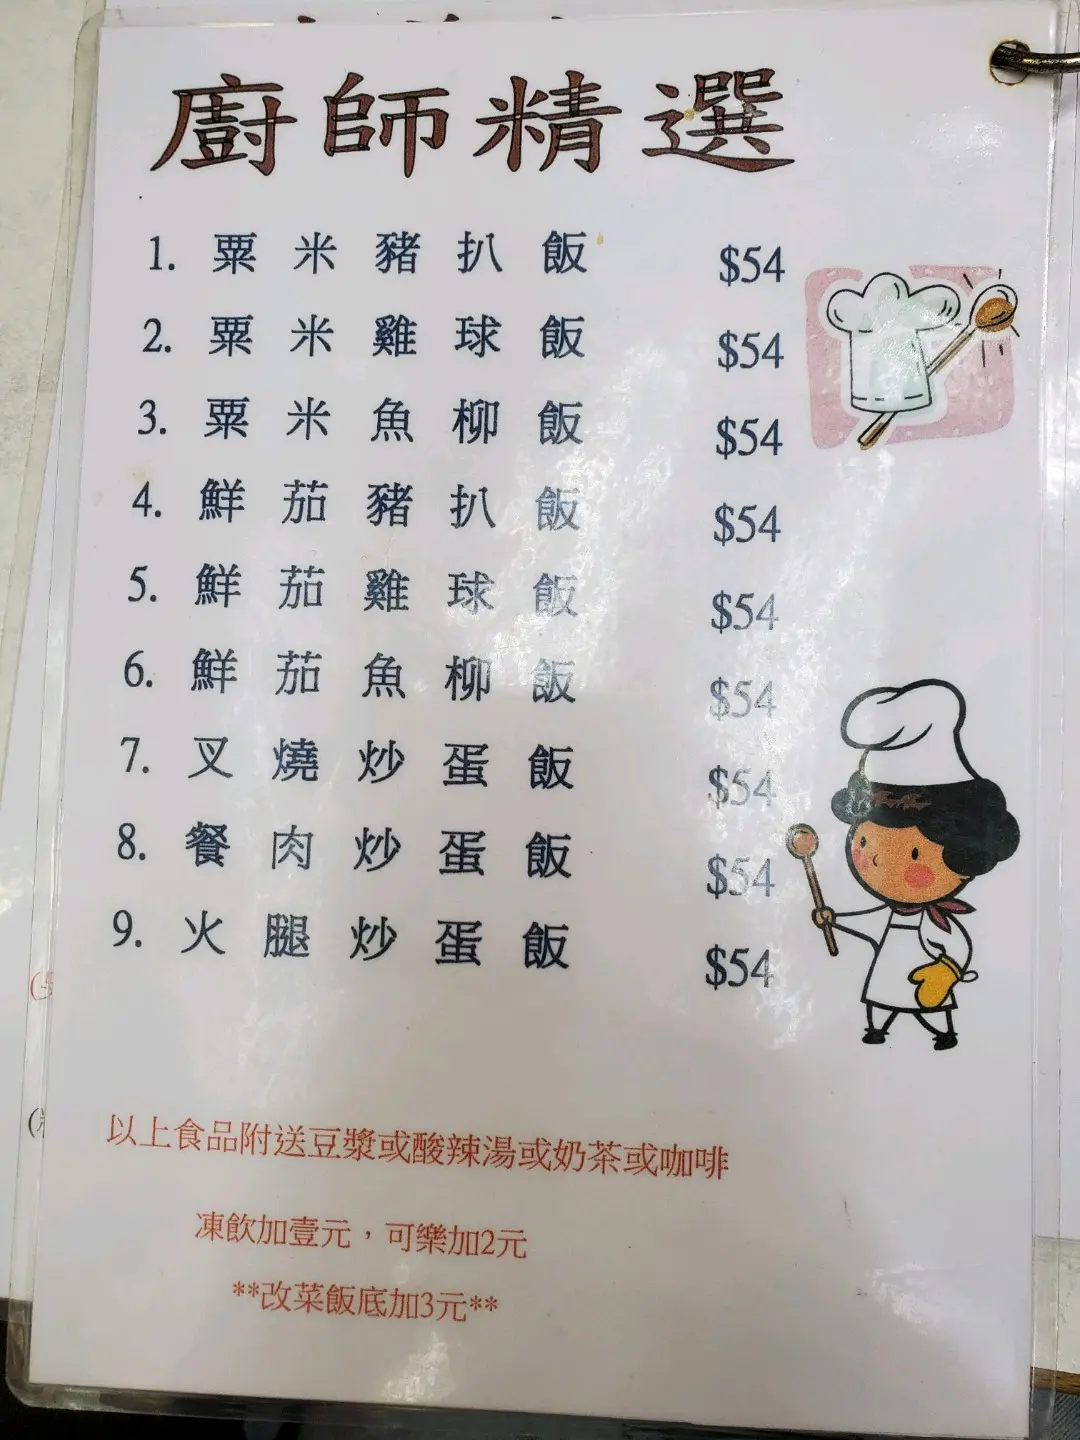 廚師精選
1. 粟米豬扒飯 $54
2. 粟米雞球飯 $54
3. 粟米魚柳飯 $54
4. 鮮茄豬扒飯 $54
5. 鮮茄雞球飯 $54
6. 鮮茄魚柳飯 $54
7. 叉燒炒蛋飯 $54
8. 餐肉炒蛋飯 $54
9. 火腿炒蛋飯 $54
以上食品附送豆漿或酸辣湯或奶茶或咖啡
凍飲加壹元，可樂加2元
**改菜飯底加3元**